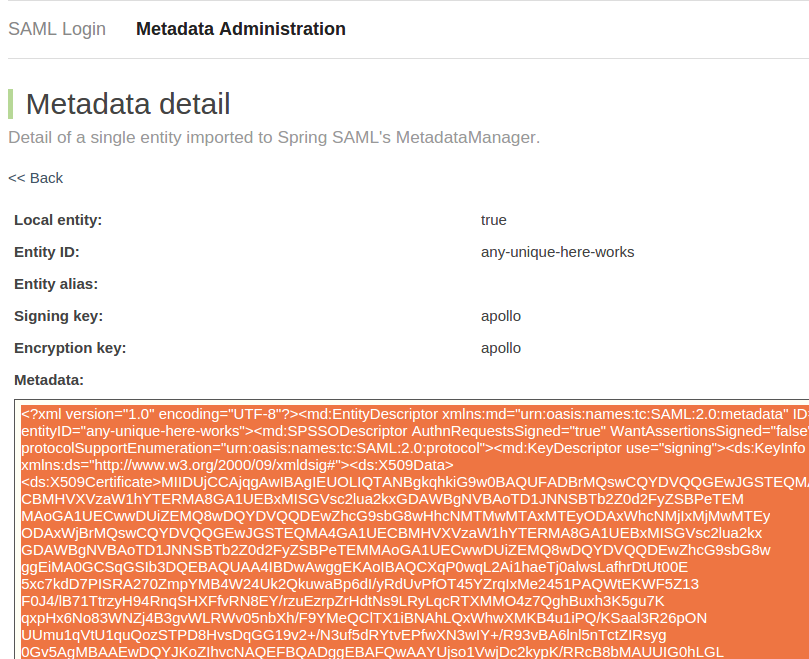 SAML Login Metadata Administration
Metadata detail
Detail of a single entity imported to Spring SAML's MetadataManager.
<< Back
Local entity: true
Entity ID: any-unique-here-works
Entity alias:
Signing key: apollo
Encryption key: apollo
Metadata:
<?xml version="1.0" encoding="UTF-8"?><md:EntityDescriptor xmlns:md="urn:oasis:names:tc:SAML:2.0:metadata" ID=
entityID="any-unique-here-works"><md:SPSSODescriptor AuthnRequestsSigned="true" WantAssertionsSigned="false"
protocolSupportEnumeration="urn:oasis:names:tc:SAML:2.0:protocol"><md:KeyDescriptor use="signing"><ds:KeyInfo
xmlns:ds="http://www.w3.org/2000/09/xmldsig#"><ds:X509Data>
<ds:X509Certificate>MIIDUjCCAjqgAwIBAgIEUOLIQTANBgkqhkiG9w0BAQUFADBrMQswCQYDVQQGEwJGSTEQMA
CBMHVXVzaW1hYTERMA8GA1UEBxMISGVsc2lua2kxGDAWBgNVBAoTD1JNNSBTb2Z0d2FyZSBPeTEM
MAoGA1UECwwDUiZEMQ8wDQYDVQQDEwZhcG9sbG8wHhcNMTMwMTAxMTEyODAxWhcNMjIxMjMwMTEy
ODAxWjBrMQswCQYDVQQGEwJGSTEQMA4GA1UECBMHVXVzaW1hYTERMA8GA1UEBxMISGVsc2lua2kx
GDAWBgNVBAoTD1JNNSBTb2Z0d2FyZSBPeTEMMAoGA1UECwwDUiZEMQ8wDQYDVQQDEwZhcG9sbG8w
ggEiMA0GCSqGSIb3DQEBAQUAA4IBDwAwggEKAoIBAQCXqP0wqL2Ai1haeTj0alwsLafhrDtUt00E
5xc7kdD7PISRA270ZmpYMB4W24Uk2QkuwaBp6dI/yRdUvPfOT45YZrqIxMe2451PAQWtEKWF5Z13
F0J4/lB71TtrzyH94RnqSHXFfvRN8EY/rzuEzrpZrHdtNs9LRyLqcRTXMMO4z7QghBuxh3K5gu7K
qxpHx6No83WNZj4B3gvWLRWv05nbXh/F9YMeQClTX1iBNAhLQxWhwXMKB4u1iPQ/KSaal3R26pON
UUmu1qVtU1quQozSTPD8HvsDqGG19v2+/N3uf5dRYtvEPfwXN3wIY+/R93vBA6lnl5nTctZIRsyg
0Gv5AgMBAAEwDQYJKoZIhvcNAQEFBQADggEBAFQwAAYUjso1VwjDc2kypK/RRcB8bMAUUIG0hLGL